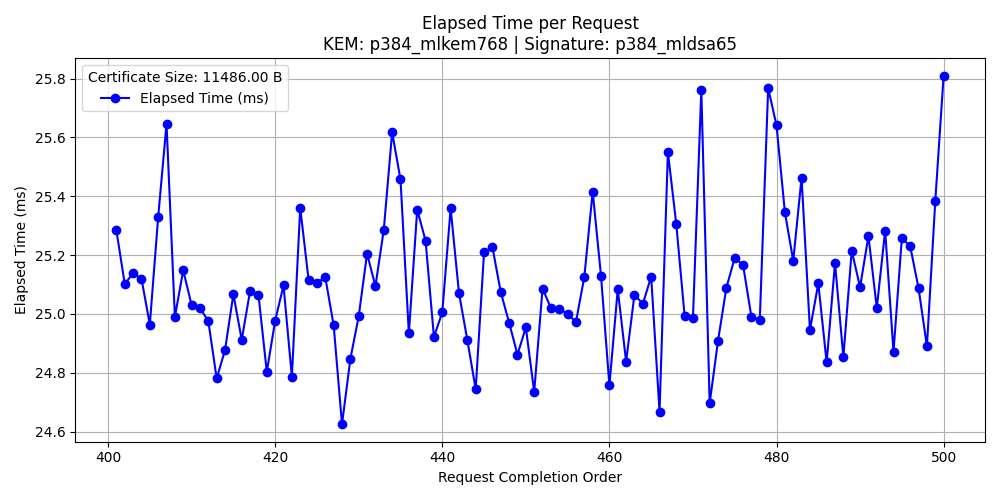 Elapsed Time per Request
KEM: p384_mlkem768 | Signature: p384_mldsa65
Certificate Size: 11486.00 B
Elapsed Time (ms)
Elapsed Time (ms)
25.8
25.6
25.4
25.2
25.0
24.8
24.6
400
420
440
460
480
500
Request Completion Order